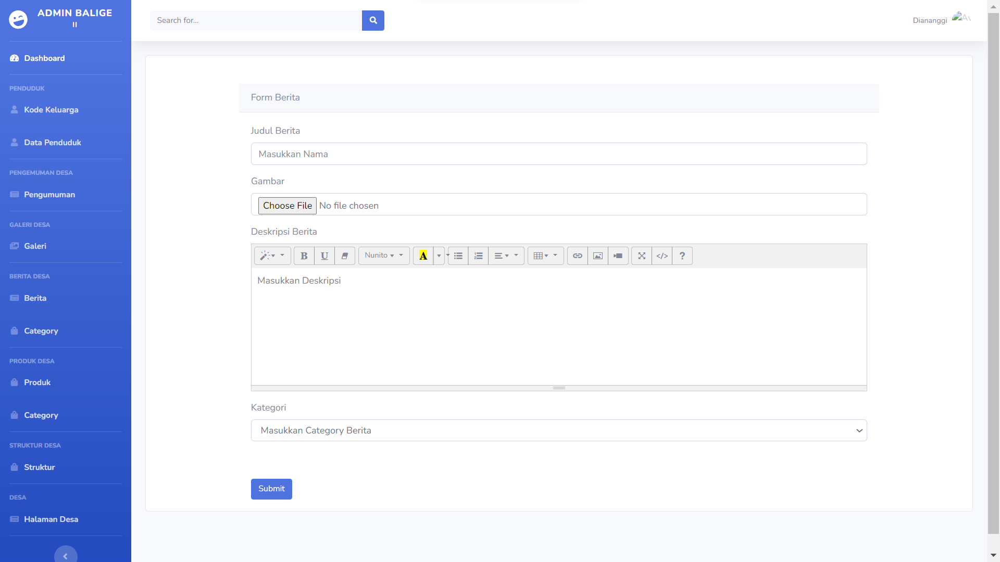 ADMIN BALIGE
II
Dashboard
PENDUDUK
Kode Keluarga
Data Penduduk
PENGEMUMAN DESA
Pengumuman
GALERI DESA
Galeri
BERITA DESA
Berita
Category
PRODUK DESA
Produk
Category
STRUKTUR DESA
Struktur
DESA
Halaman Desa
Search for...
Diananggi
Form Berita
Judul Berita
Masukkan Nama
Gambar
Choose File No file chosen
Deskripsi Berita
B U Nunito A </> ?
Masukkan Deskripsi
Kategori
Masukkan Category Berita
Submit